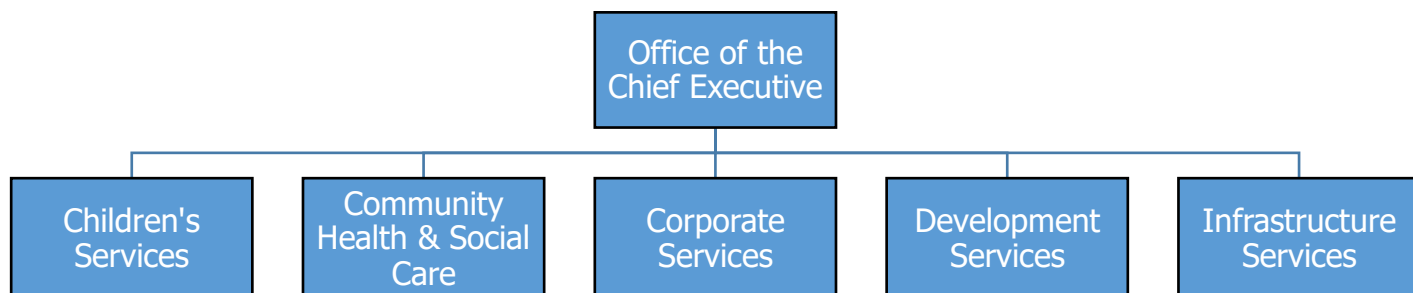 Office of the
Chief Executive
Children's
Services
Community
Health & Social
Care
Corporate
Services
Development
Services
Infrastructure
Services